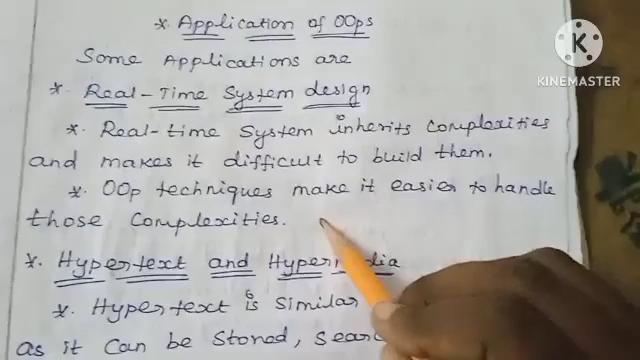 * Application of OOps
Some Applications are
* Real-Time System design
* Real-time System inherits Complexities
and makes it difficult to build them.
* OOp techniques make it easier to handle
those Complexities.
* Hypertext and Hyper
* Hypertext is Similar
as it Can be Stored,
K
KINEMASTER